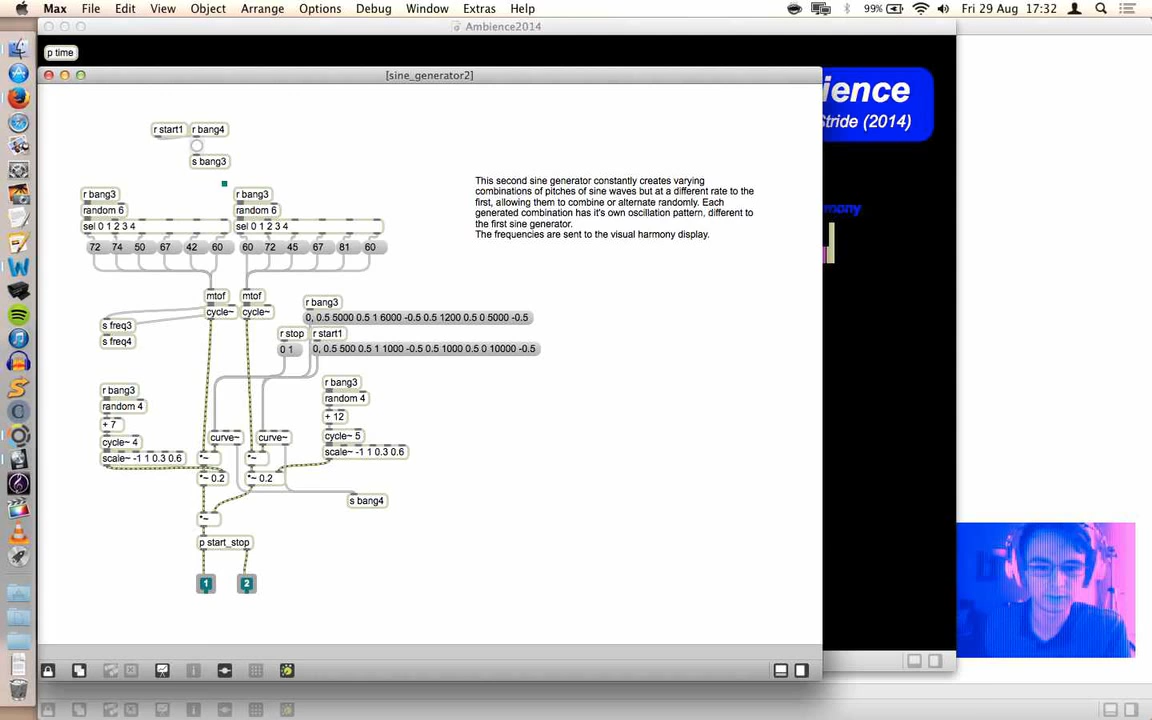 Max File Edit View Object Arrange Options Debug Window Extras Help 99% Fri 29 Aug 17:32
Ambience2014
p time
[sine_generator2]
ience
Stride (2014)
mony
r start1 r bang4
s bang3
This second sine generator constantly creates varying
combinations of pitches of sine waves but at a different rate to the
first, allowing them to combine or alternate randomly. Each
generated combination has it's own oscillation pattern, different to
the first sine generator.
The frequencies are sent to the visual harmony display.
r bang3 r bang3
random 6 random 6
sel 0 1 2 3 4 sel 0 1 2 3 4
72 74 50 67 42 60 60 72 45 67 81 60
mtof mtof
cycle~ cycle~
r bang3
0, 0.5 5000 0.5 1 6000 -0.5 0.5 1200 0.5 0 5000 -0.5
s freq3
s freq4
r stop r start1
0 1 0, 0.5 500 0.5 1 1000 -0.5 0.5 1000 0.5 0 10000 -0.5
r bang3 r bang3
random 4 random 4
+ 7 + 12
cycle~ 4 curve~ curve~ cycle~ 5
scale~ -1 1 0.3 0.6 *~ *~ scale~ -1 1 0.3 0.6
*~ 0.2 *~ 0.2
s bang4
*~
p start_stop
1 2